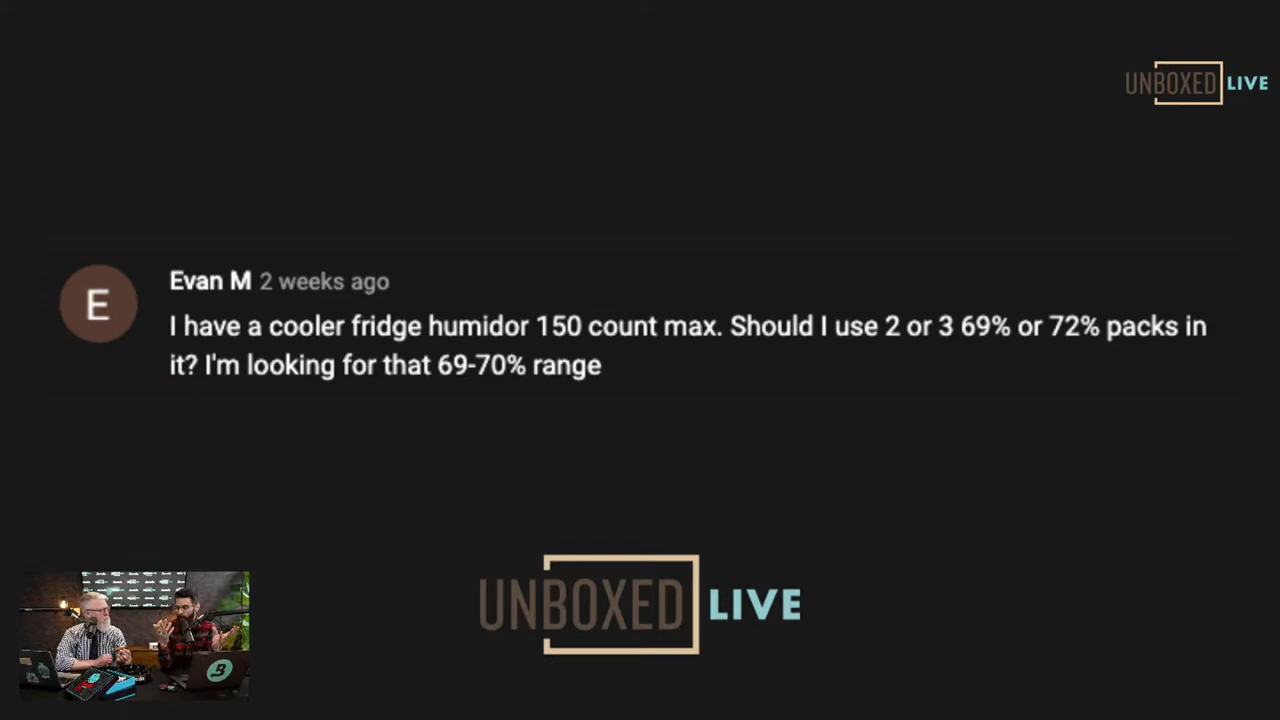 UNBOXED LIVE
Evan M 2 weeks ago
E
I have a cooler fridge humidor 150 count max. Should I use 2 or 3 69% or 72% packs in
it? I'm looking for that 69-70% range
UNBOXED LIVE
B